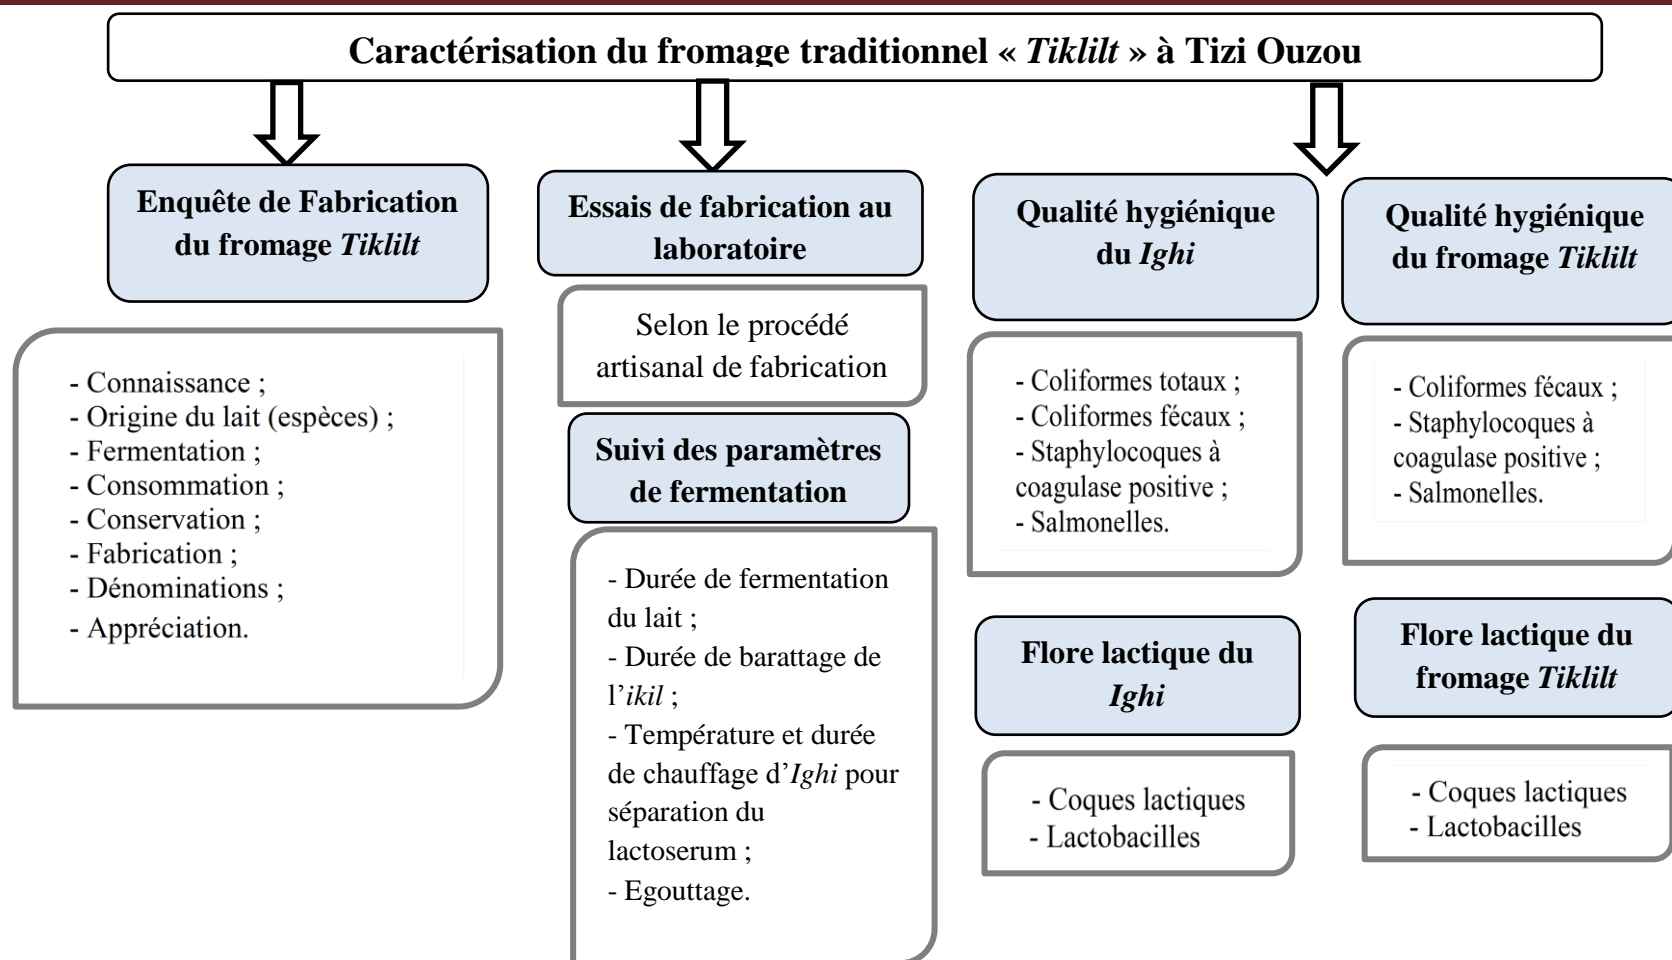 Caractérisation du fromage traditionnel « Tiklilt » à Tizi Ouzou
Enquête de Fabrication
du fromage Tiklilt
- Connaissance ;
- Origine du lait (espèces) ;
- Fermentation ;
- Consommation ;
- Conservation ;
- Fabrication ;
- Dénominations ;
- Appréciation.
Essais de fabrication au
laboratoire
Selon le procédé
artisanal de fabrication
Suivi des paramètres
de fermentation
- Durée de fermentation
du lait ;
- Durée de barattage de
l’ikil ;
- Température et durée
de chauffage d’Ighi pour
séparation du
lactoserum ;
- Egouttage.
Qualité hygiénique
du Ighi
- Coliformes totaux ;
- Coliformes fécaux ;
- Staphylocoques à
coagulase positive ;
- Salmonelles.
Flore lactique du
Ighi
- Coques lactiques
- Lactobacilles
Qualité hygiénique
du fromage Tiklilt
- Coliformes fécaux ;
- Staphylocoques à
coagulase positive ;
- Salmonelles.
Flore lactique du
fromage Tiklilt
- Coques lactiques
- Lactobacilles